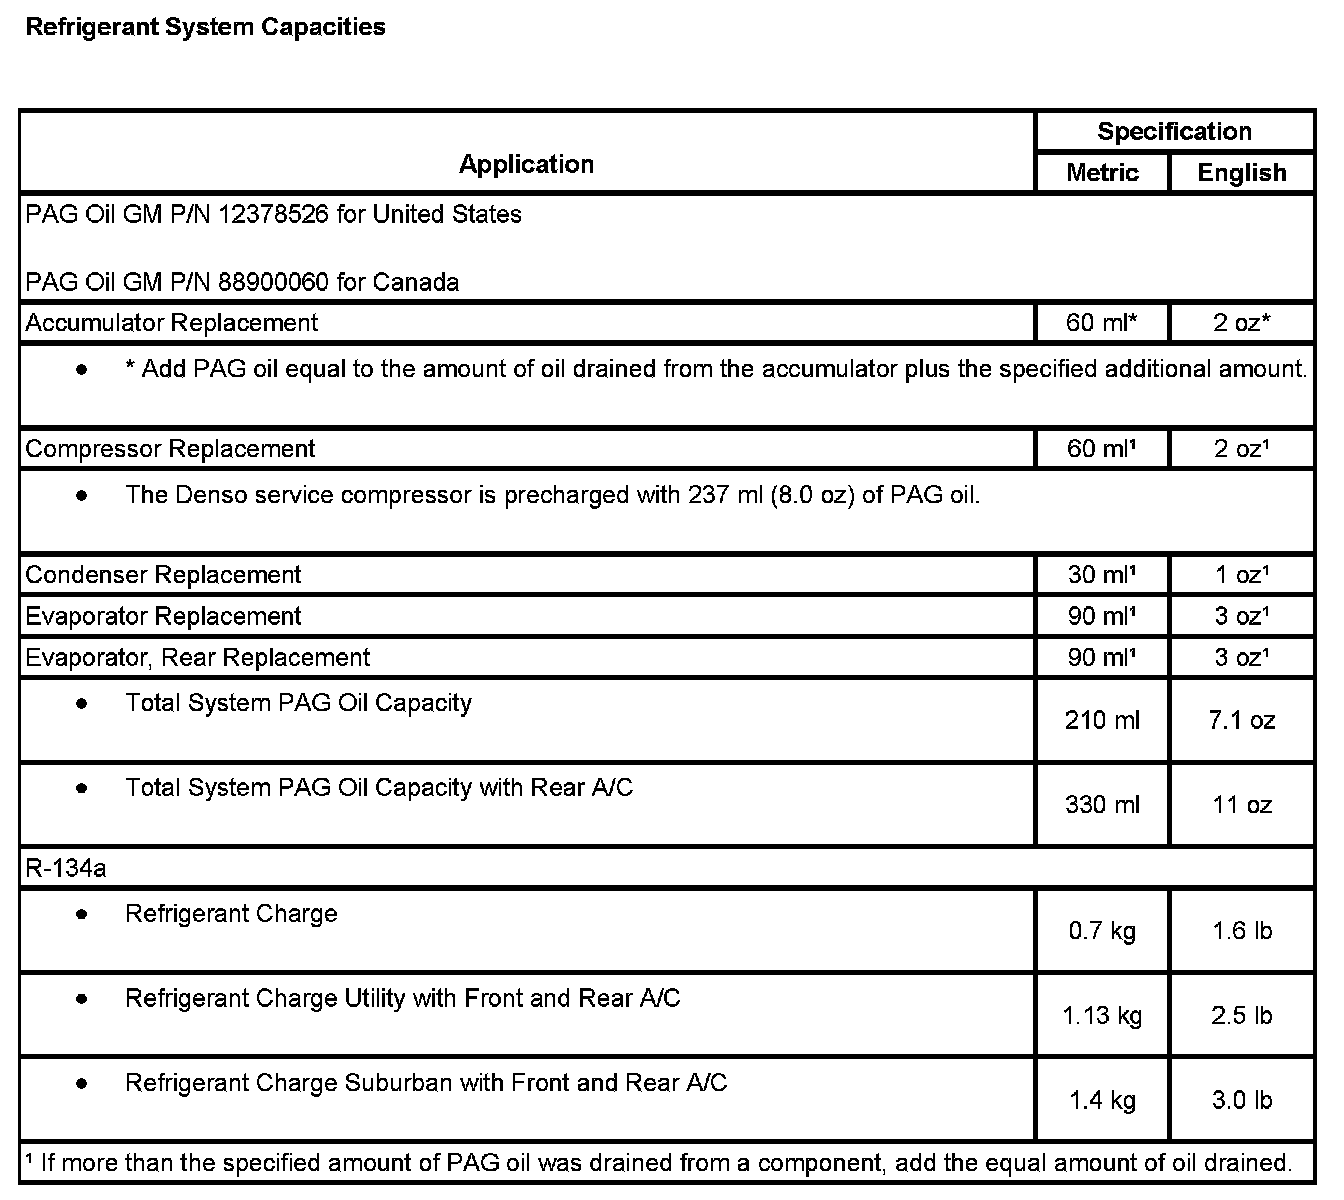 Refrigerant System Capacities
Application
Specification
Metric English
PAG Oil GM P/N 12378526 for United States
PAG Oil GM P/N 88900060 for Canada
Accumulator Replacement 60 ml* 2 oz*
● * Add PAG oil equal to the amount of oil drained from the accumulator plus the specified additional amount.
Compressor Replacement 60 ml¹ 2 oz¹
● The Denso service compressor is precharged with 237 ml (8.0 oz) of PAG oil.
Condenser Replacement 30 ml¹ 1 oz¹
Evaporator Replacement 90 ml¹ 3 oz¹
Evaporator, Rear Replacement 90 ml¹ 3 oz¹
● Total System PAG Oil Capacity 210 ml 7.1 oz
● Total System PAG Oil Capacity with Rear A/C 330 ml 11 oz
R-134a
● Refrigerant Charge 0.7 kg 1.6 lb
● Refrigerant Charge Utility with Front and Rear A/C 1.13 kg 2.5 lb
● Refrigerant Charge Suburban with Front and Rear A/C 1.4 kg 3.0 lb
¹ If more than the specified amount of PAG oil was drained from a component, add the equal amount of oil drained.